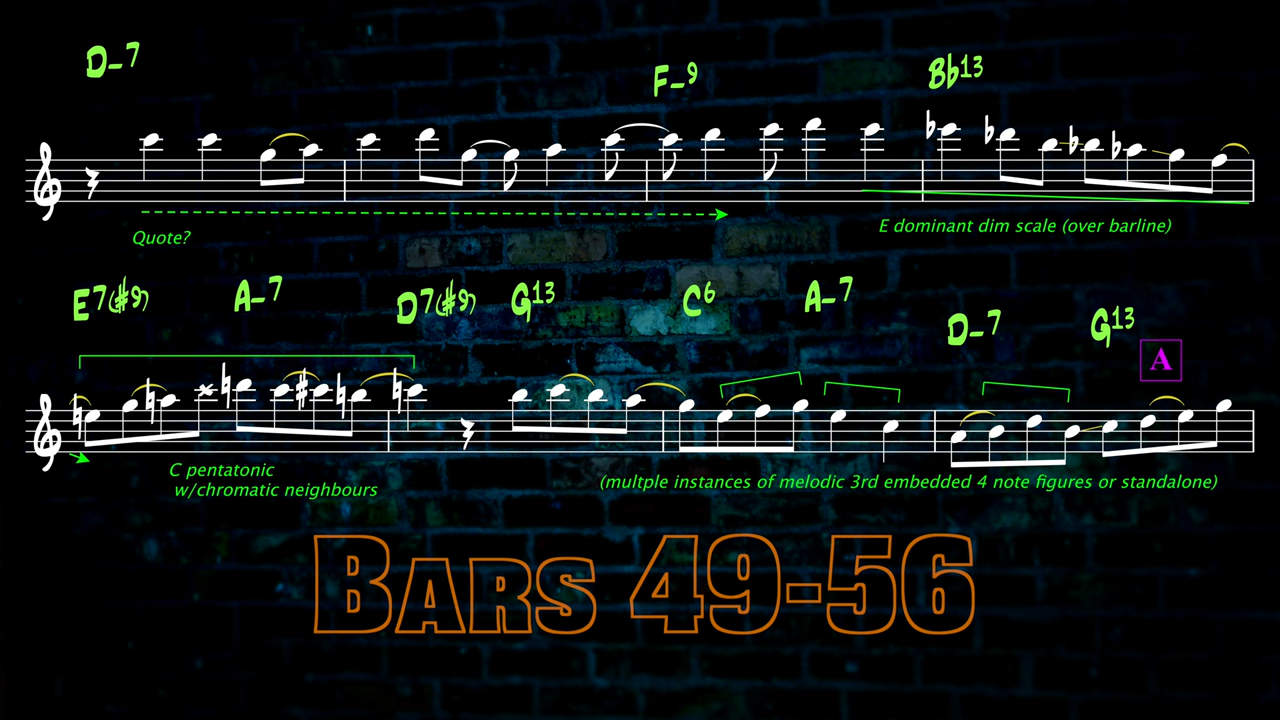 D-7 F-9 Bb13
Quote? E dominant dim scale (over barline)
E7(#9) A-7 D7(#9) G13 C6 A-7 D-7 G13
A
C pentatonic
w/chromatic neighbours
(multple instances of melodic 3rd embedded 4 note figures or standalone)
BARS 49-56